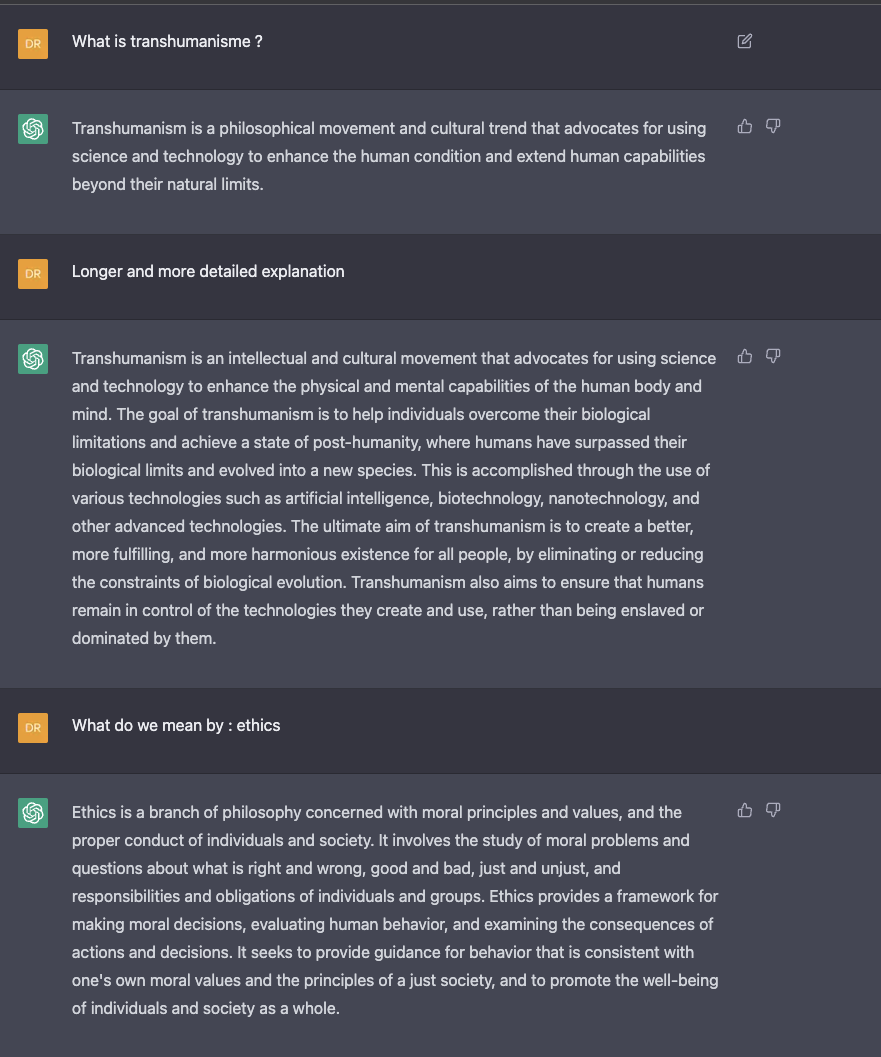 DR
What is transhumanisme ?
Transhumanism is a philosophical movement and cultural trend that advocates for using
science and technology to enhance the human condition and extend human capabilities
beyond their natural limits.
DR
Longer and more detailed explanation
Transhumanism is an intellectual and cultural movement that advocates for using science
and technology to enhance the physical and mental capabilities of the human body and
mind. The goal of transhumanism is to help individuals overcome their biological
limitations and achieve a state of post-humanity, where humans have surpassed their
biological limits and evolved into a new species. This is accomplished through the use of
various technologies such as artificial intelligence, biotechnology, nanotechnology, and
other advanced technologies. The ultimate aim of transhumanism is to create a better,
more fulfilling, and more harmonious existence for all people, by eliminating or reducing
the constraints of biological evolution. Transhumanism also aims to ensure that humans
remain in control of the technologies they create and use, rather than being enslaved or
dominated by them.
DR
What do we mean by : ethics
Ethics is a branch of philosophy concerned with moral principles and values, and the
proper conduct of individuals and society. It involves the study of moral problems and
questions about what is right and wrong, good and bad, just and unjust, and
responsibilities and obligations of individuals and groups. Ethics provides a framework for
making moral decisions, evaluating human behavior, and examining the consequences of
actions and decisions. It seeks to provide guidance for behavior that is consistent with
one's own moral values and the principles of a just society, and to promote the well-being
of individuals and society as a whole.